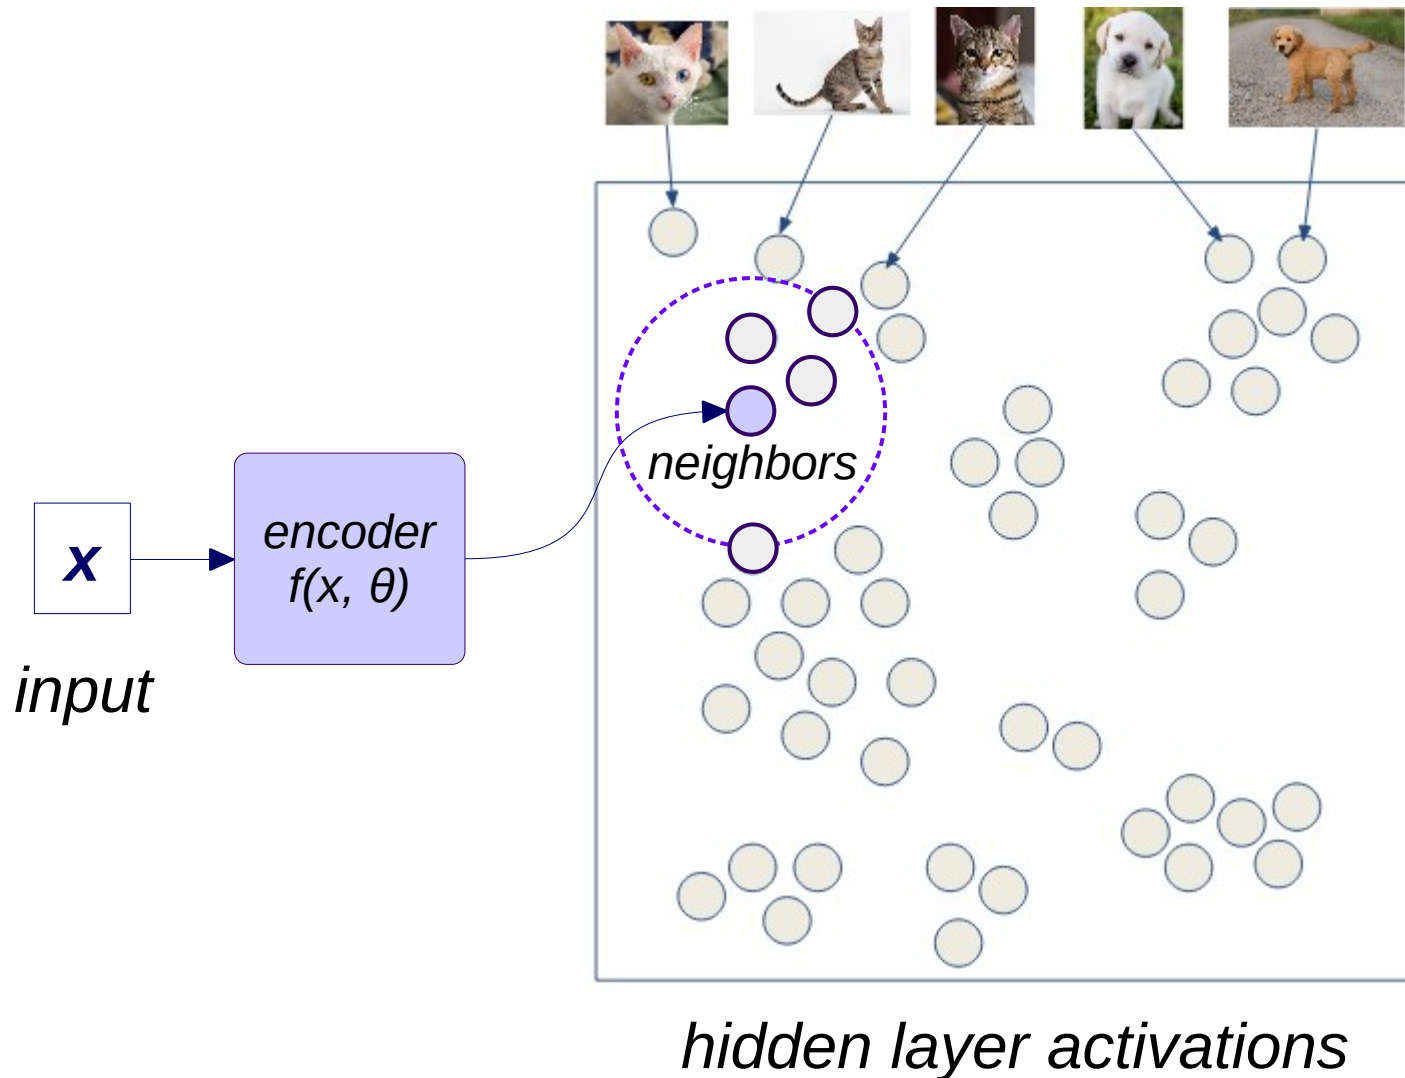 neighbors
encoder
f(x, θ)
x
input
hidden layer activations